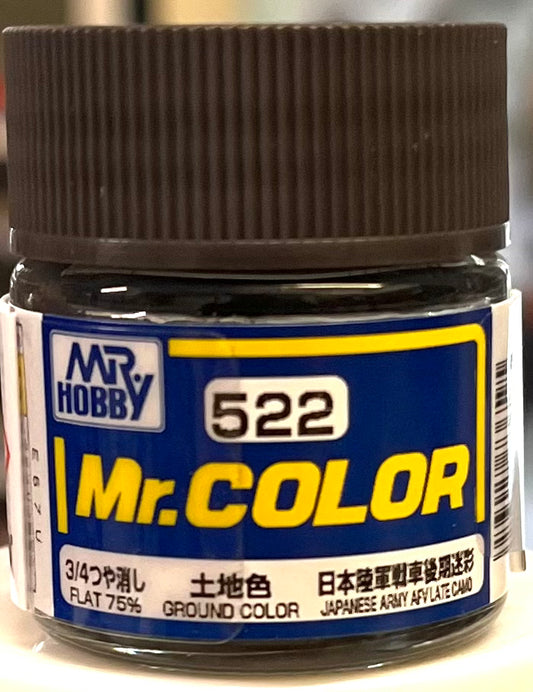 MR.
HOBBY
522
Mr.COLOR
3/4つや消し
FLAT 75%
土地色
GROUND COLOR
日本陸軍戦車後期迷彩
JAPANESE ARMY AFV LATE CAMO